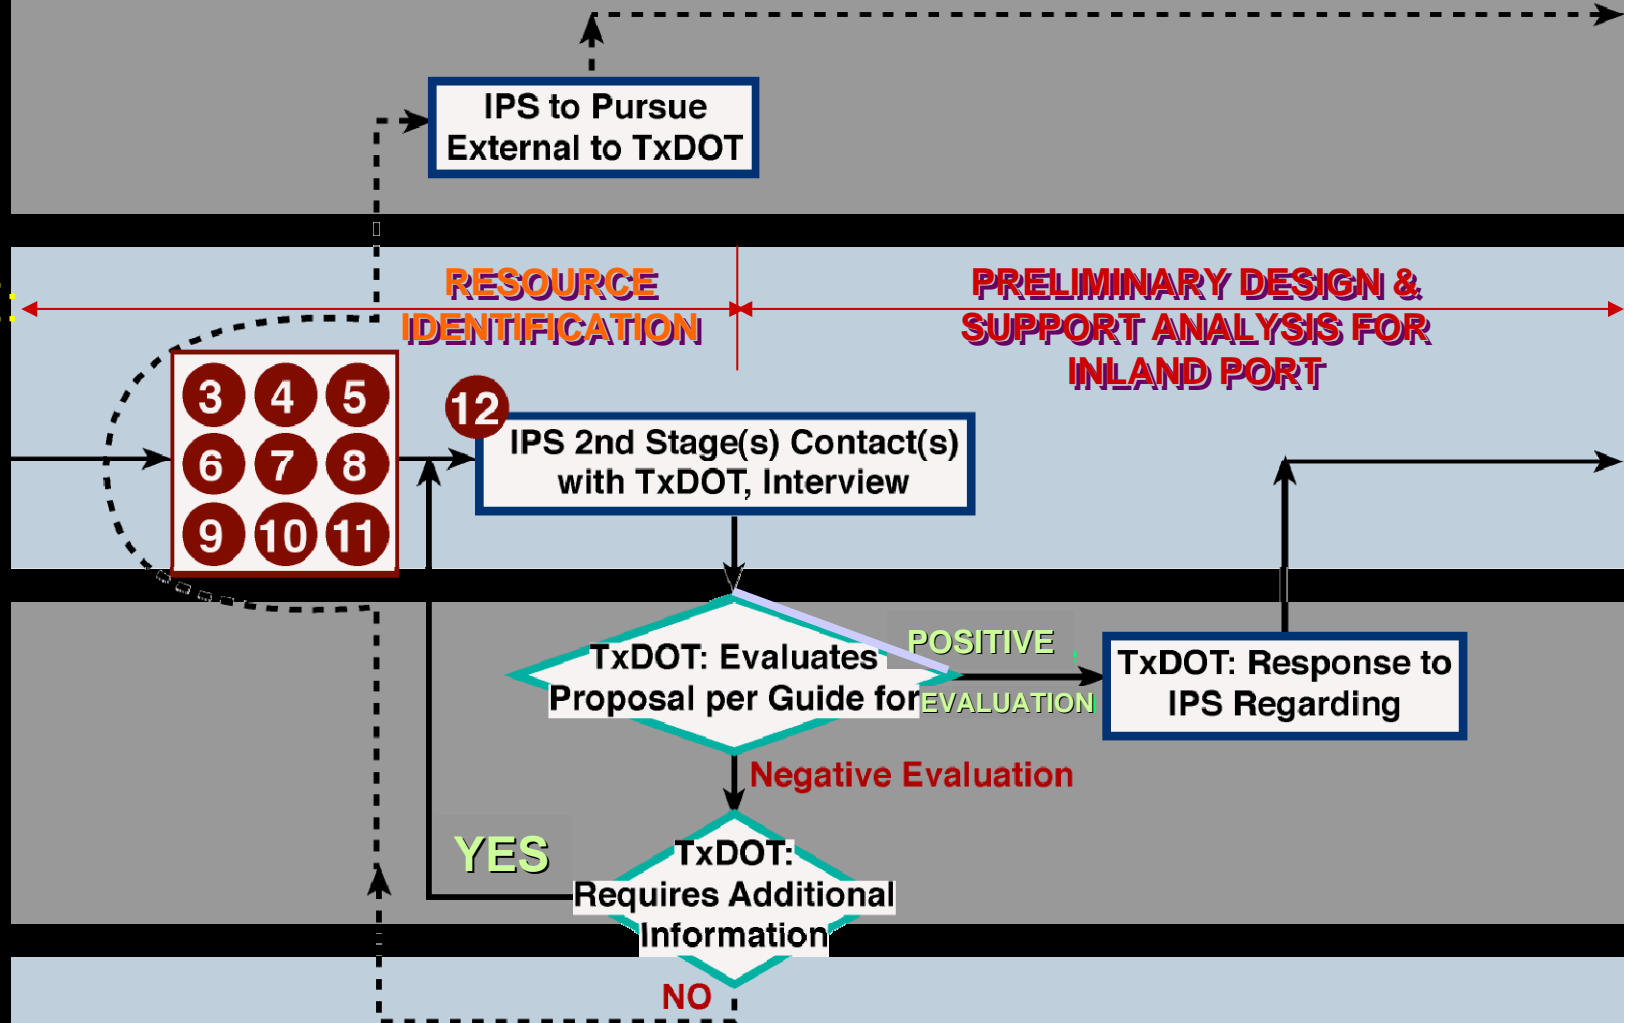 IPS to Pursue
External to TxDOT
RESOURCE
IDENTIFICATION
PRELIMINARY DESIGN &
SUPPORT ANALYSIS FOR
INLAND PORT
3 4 5
6 7 8
9 10 11
12
IPS 2nd Stage(s) Contact(s)
with TxDOT, Interview
TxDOT: Evaluates
Proposal per Guide for
POSITIVE
EVALUATION
TxDOT: Response to
IPS Regarding
Negative Evaluation
YES
TxDOT:
Requires Additional
Information
NO